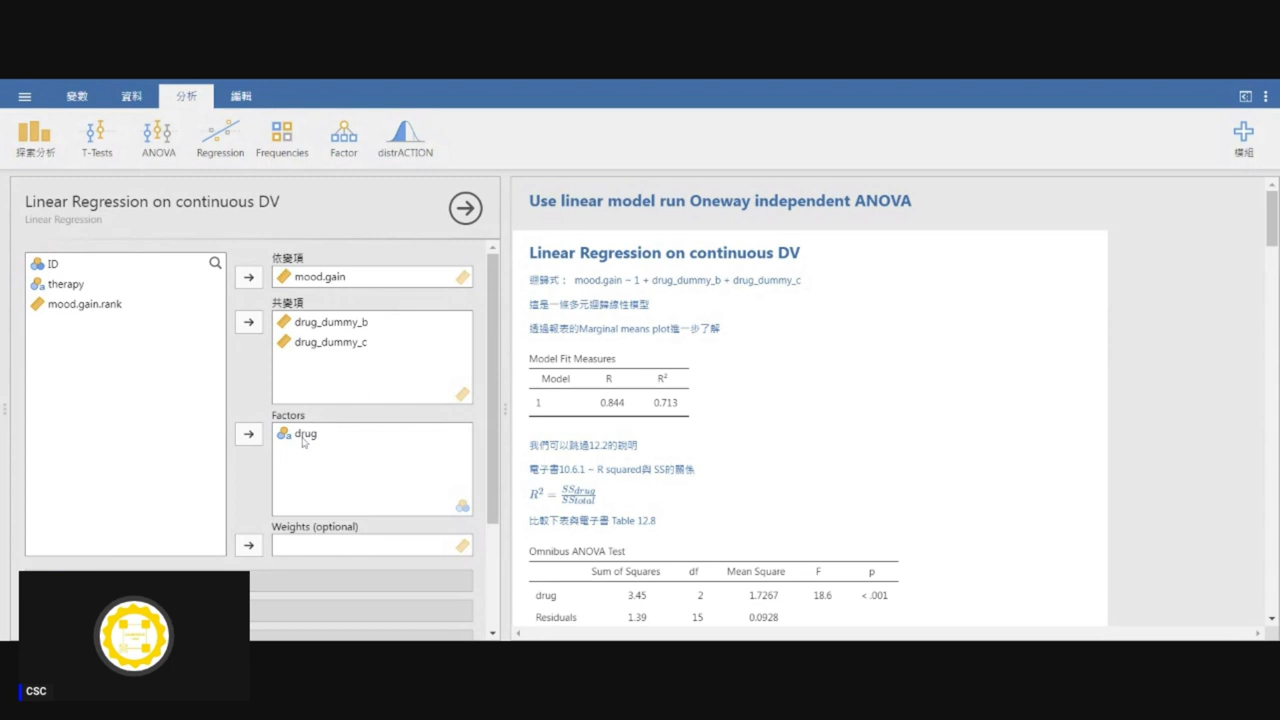 變數 資料 分析 編輯
探索分析 T-Tests ANOVA Regression Frequencies Factor distrACTION 模組
Linear Regression on continuous DV
Linear Regression
ID
therapy
mood.gain.rank
依變項
mood.gain
共變項
drug_dummy_b
drug_dummy_c
Factors
drug
Weights (optional)
CSC
Use linear model run Oneway independent ANOVA
Linear Regression on continuous DV
迴歸式： mood.gain ~ 1 + drug_dummy_b + drug_dummy_c
這是一條多元迴歸線性模型
透過報表的Marginal means plot進一步了解
Model Fit Measures
Model R R²
1 0.844 0.713
我們可以跳過12.2的說明
電子書10.6.1 ~ R squared與 SS的關係
R² = SSdrug / SStotal
比較下表與電子書 Table 12.8
Omnibus ANOVA Test
Sum of Squares df Mean Square F p
drug 3.45 2 1.7267 18.6 < .001
Residuals 1.39 15 0.0928